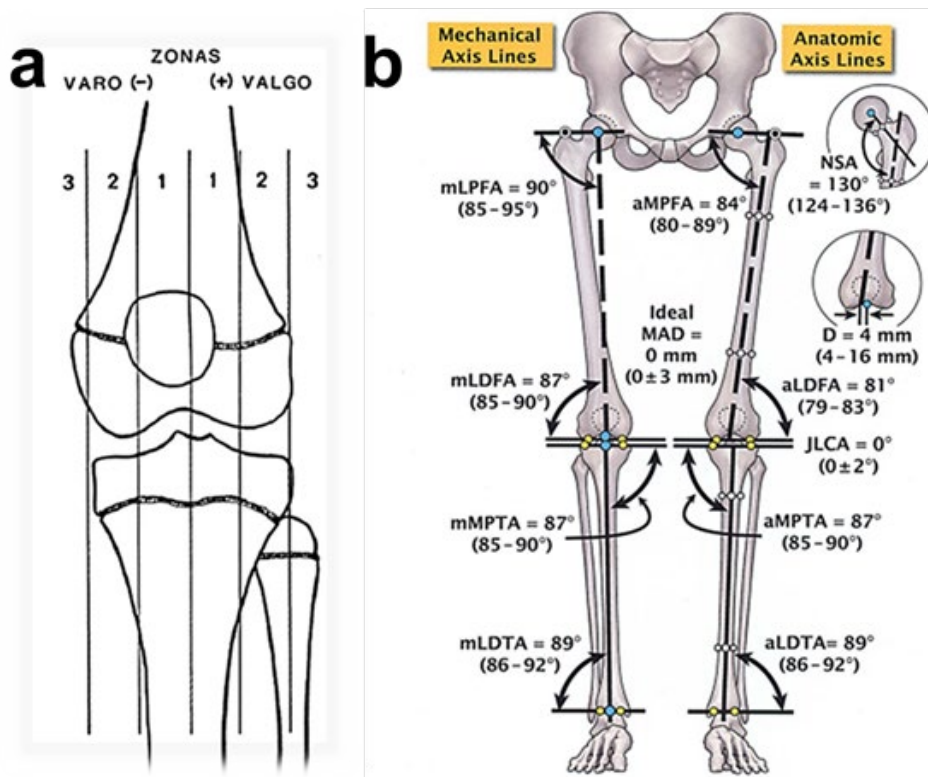 a
ZONAS
VARO (-) (+) VALGO
3 2 1 1 2 3
b
Mechanical
Axis Lines
Anatomic
Axis Lines
mLPFA = 90°
(85–95°)
aMPFA = 84°
(80–89°)
NSA
= 130°
(124–136°)
Ideal
MAD =
0 mm
(0±3 mm)
D = 4 mm
(4–16 mm)
mLDFA = 87°
(85–90°)
aLDFA = 81°
(79–83°)
JLCA = 0°
(0±2°)
mMPTA = 87°
(85–90°)
aMPTA = 87°
(85–90°)
mLDTA = 89°
(86–92°)
aLDTA= 89°
(86–92°)